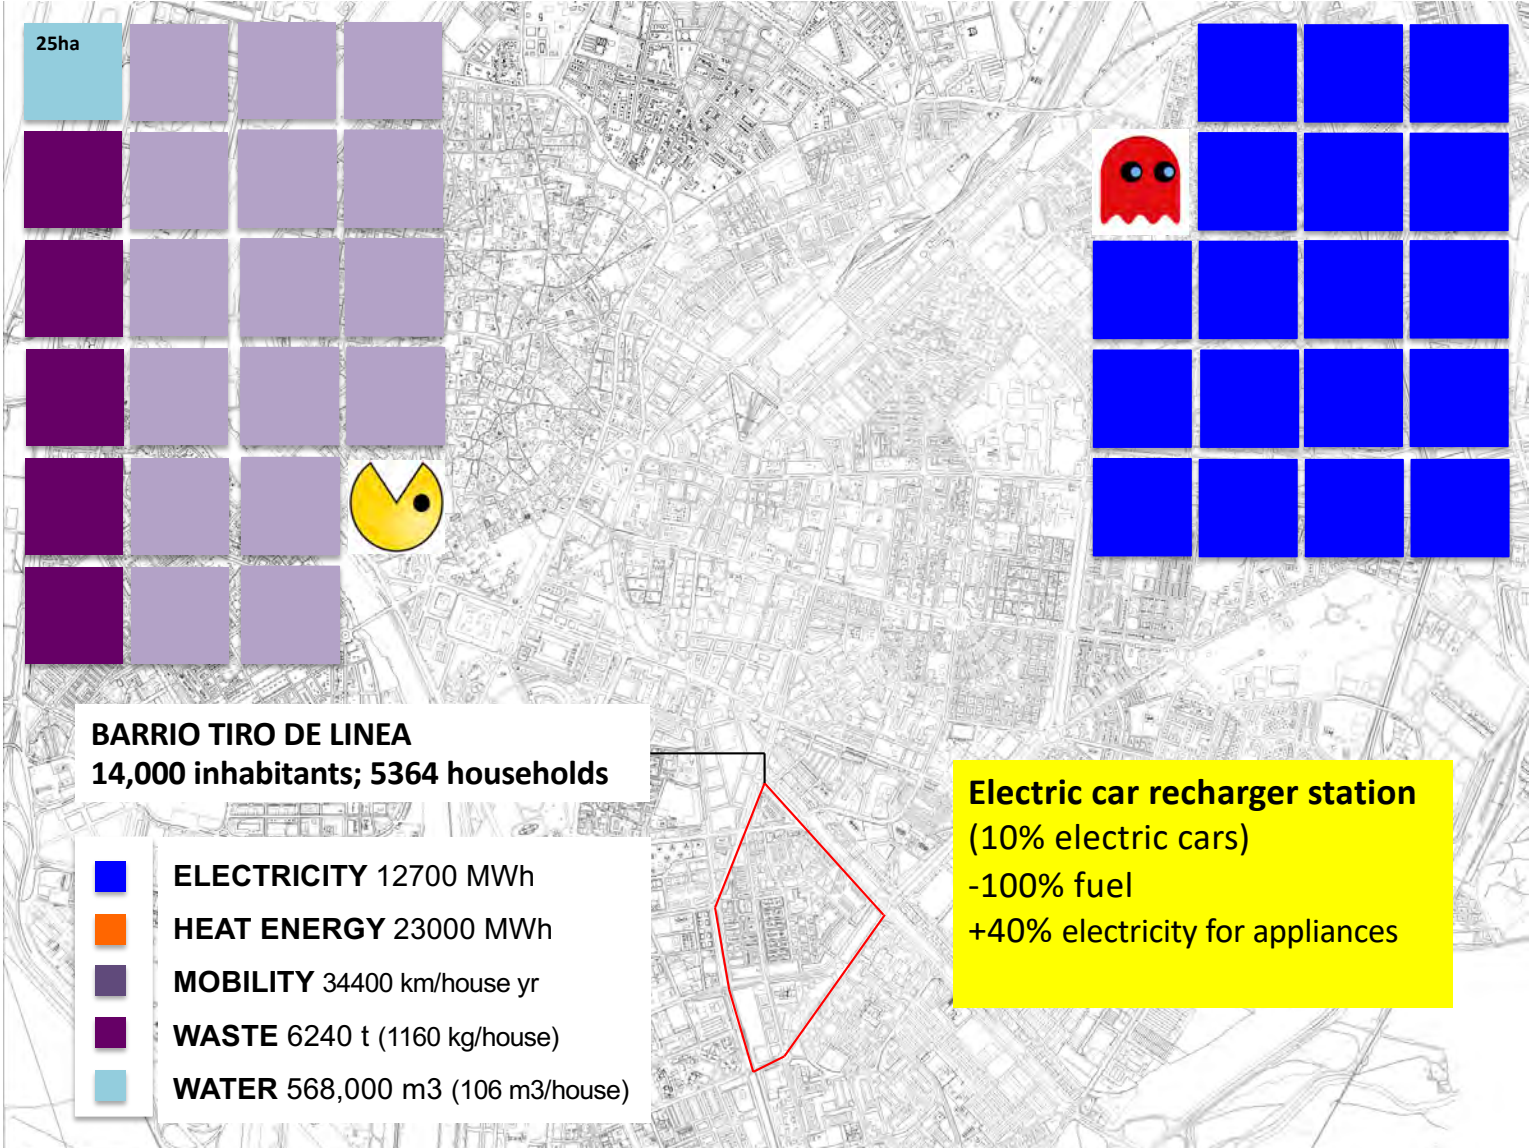 25ha
BARRIO TIRO DE LINEA
14,000 inhabitants; 5364 households
ELECTRICITY 12700 MWh
HEAT ENERGY 23000 MWh
MOBILITY 34400 km/house yr
WASTE 6240 t (1160 kg/house)
WATER 568,000 m3 (106 m3/house)
Electric car recharger station
(10% electric cars)
-100% fuel
+40% electricity for appliances